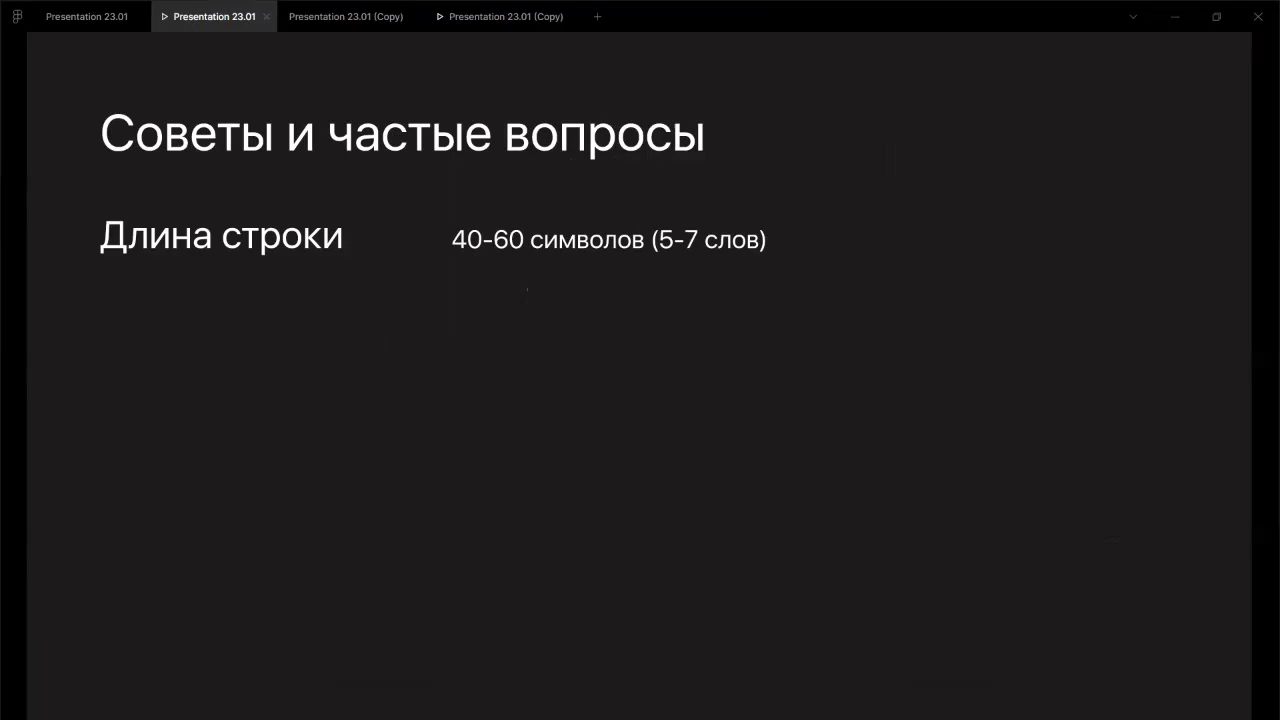 Presentation 23.01
Presentation 23.01
Presentation 23.01 (Copy)
Presentation 23.01 (Copy)
Советы и частые вопросы
Длина строки
40-60 символов (5-7 слов)